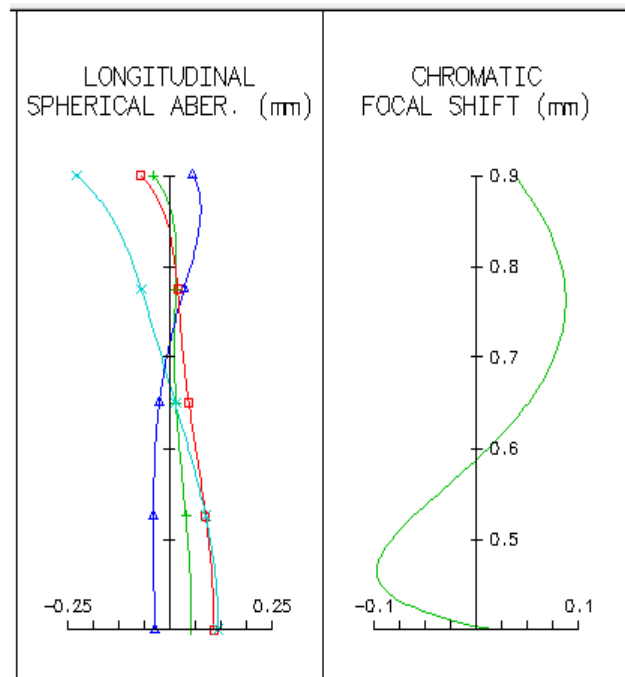 LONGITUDINAL
SPHERICAL ABER. (mm)
-0.25
0.25
CHROMATIC
FOCAL SHIFT (mm)
0.9
0.8
0.7
0.6
0.5
-0.1
0.1